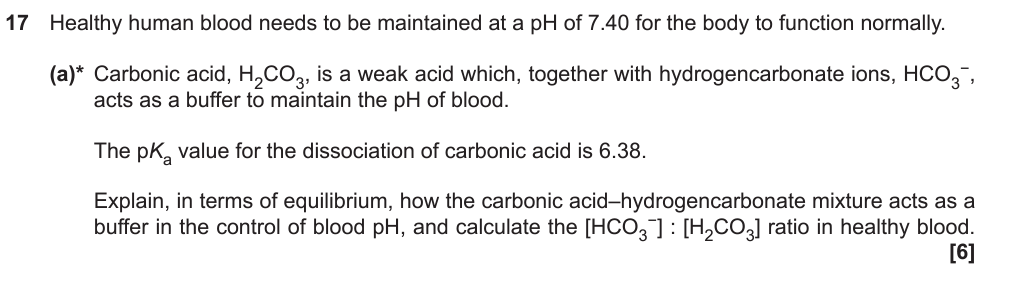 17 Healthy human blood needs to be maintained at a pH of 7.40 for the body to function normally.
(a)* Carbonic acid, H₂CO₃, is a weak acid which, together with hydrogencarbonate ions, HCO₃⁻,
acts as a buffer to maintain the pH of blood.
The pKₐ value for the dissociation of carbonic acid is 6.38.
Explain, in terms of equilibrium, how the carbonic acid–hydrogencarbonate mixture acts as a
buffer in the control of blood pH, and calculate the [HCO₃⁻] : [H₂CO₃] ratio in healthy blood.
[6]